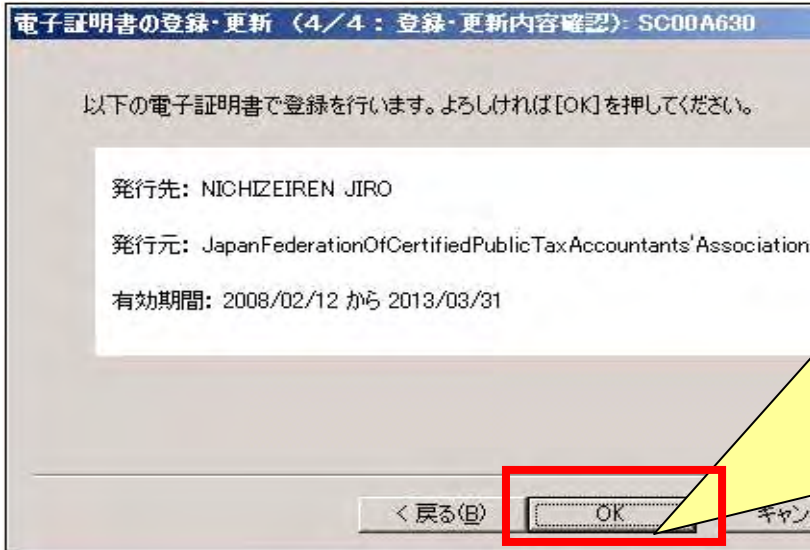 電子証明書の登録・更新 (4/4 : 登録・更新内容確認): SC00A630
以下の電子証明書で登録を行います。よろしければ[OK]を押してください。
発行先: NICHIZEIREN JIRO
発行元: JapanFederationOfCertifiedPublicTaxAccountants'Association
有効期間: 2008/02/12 から 2013/03/31
< 戻る(B) OK キャン